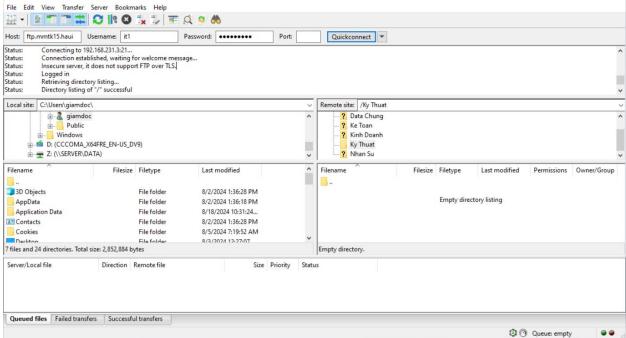 File Edit View Transfer Server Bookmarks Help
Host: ftp.mmtk15.haui Username: it1 Password: ●●●●●●●●● Port: Quickconnect
Status: Connecting to 192.168.231.3:21...
Status: Connection established, waiting for welcome message...
Status: Insecure server, it does not support FTP over TLS.
Status: Logged in
Status: Retrieving directory listing...
Status: Directory listing of "/" successful
Local site: C:\Users\giamdoc\
giamdoc
Public
Windows
D: (CCCOMA_X64FRE_EN-US_DV9)
Z: (\\SERVER\DATA)
Remote site: /Ky Thuat
Data Chung
Ke Toan
Kinh Doanh
Ky Thuat
Nhan Su
Filename Filesize Filetype Last modified
..
3D Objects File folder 8/2/2024 1:36:28 PM
AppData File folder 8/2/2024 1:36:18 PM
Application Data File folder 8/18/2024 10:31:24...
Contacts File folder 8/2/2024 1:36:28 PM
Cookies File folder 8/5/2024 7:19:52 AM
Desktop File folder 8/3/2024 12:27:07
7 files and 24 directories. Total size: 2,852,884 bytes
Filename Filesize Filetype Last modified Permissions Owner/Group
..
Empty directory listing
Empty directory.
Server/Local file Direction Remote file Size Priority Status
Queued files Failed transfers Successful transfers
Queue: empty